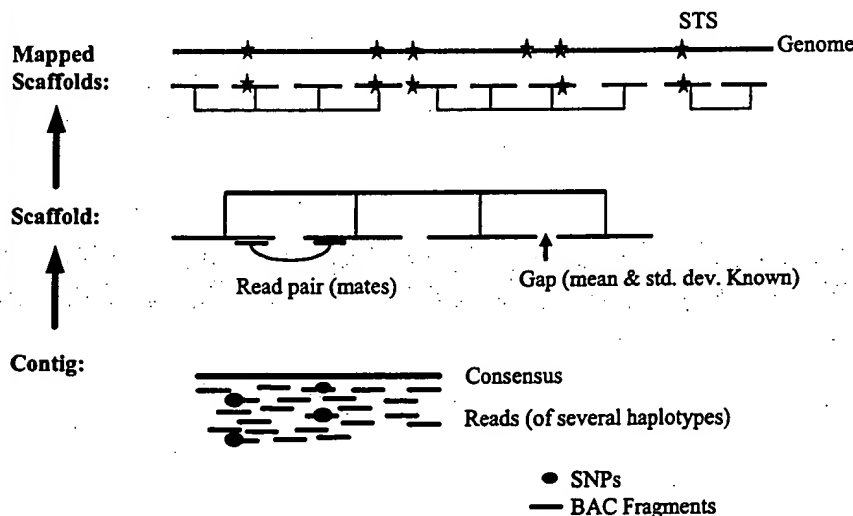 STS
Genome
Mapped
Scaffolds:
Scaffold:
Read pair (mates)
Gap (mean & std. dev. Known)
Contig:
Consensus
Reads (of several haplotypes)
SNPs
BAC Fragments